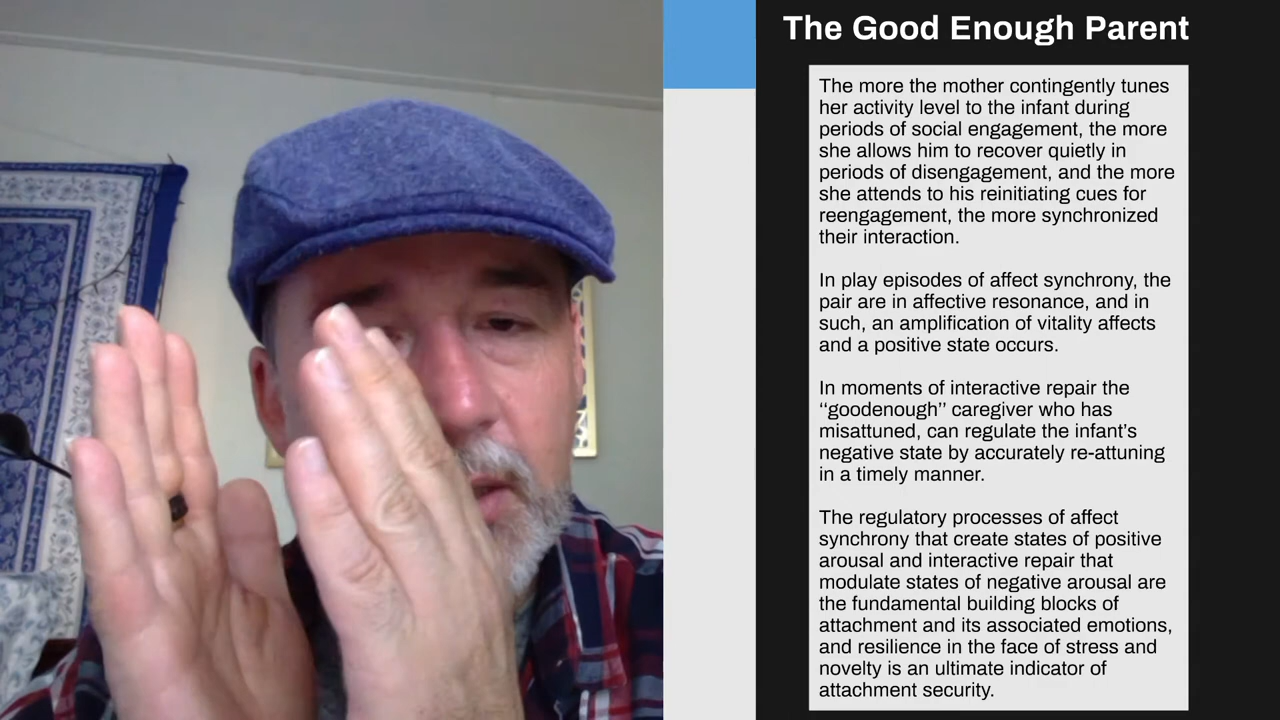 The Good Enough Parent
The more the mother contingently tunes
her activity level to the infant during
periods of social engagement, the more
she allows him to recover quietly in
periods of disengagement, and the more
she attends to his reinitiating cues for
reengagement, the more synchronized
their interaction.
In play episodes of affect synchrony, the
pair are in affective resonance, and in
such, an amplification of vitality affects
and a positive state occurs.
In moments of interactive repair the
‘‘goodenough’’ caregiver who has
misattuned, can regulate the infant’s
negative state by accurately re-attuning
in a timely manner.
The regulatory processes of affect
synchrony that create states of positive
arousal and interactive repair that
modulate states of negative arousal are
the fundamental building blocks of
attachment and its associated emotions,
and resilience in the face of stress and
novelty is an ultimate indicator of
attachment security.